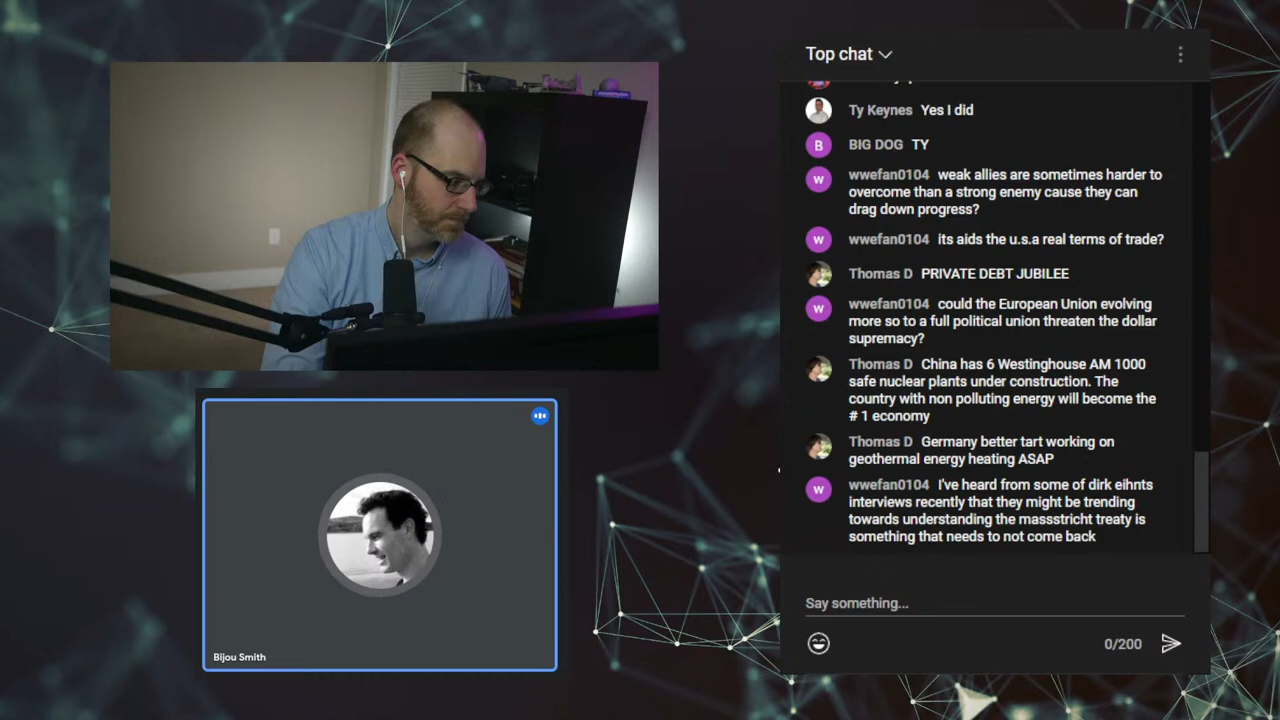 Top chat
Ty Keynes Yes I did
B BIG DOG TY
w wwefan0104 weak allies are sometimes harder to
overcome than a strong enemy cause they can
drag down progress?
w wwefan0104 its aids the u.s.a real terms of trade?
Thomas D PRIVATE DEBT JUBILEE
w wwefan0104 could the European Union evolving
more so to a full political union threaten the dollar
supremacy?
Thomas D China has 6 Westinghouse AM 1000
safe nuclear plants under construction. The
country with non polluting energy will become the
# 1 economy
Thomas D Germany better tart working on
geothermal energy heating ASAP
w wwefan0104 I've heard from some of dirk eihnts
interviews recently that they might be trending
towards understanding the massstricht treaty is
something that needs to not come back
Say something...
0/200
Bijou Smith